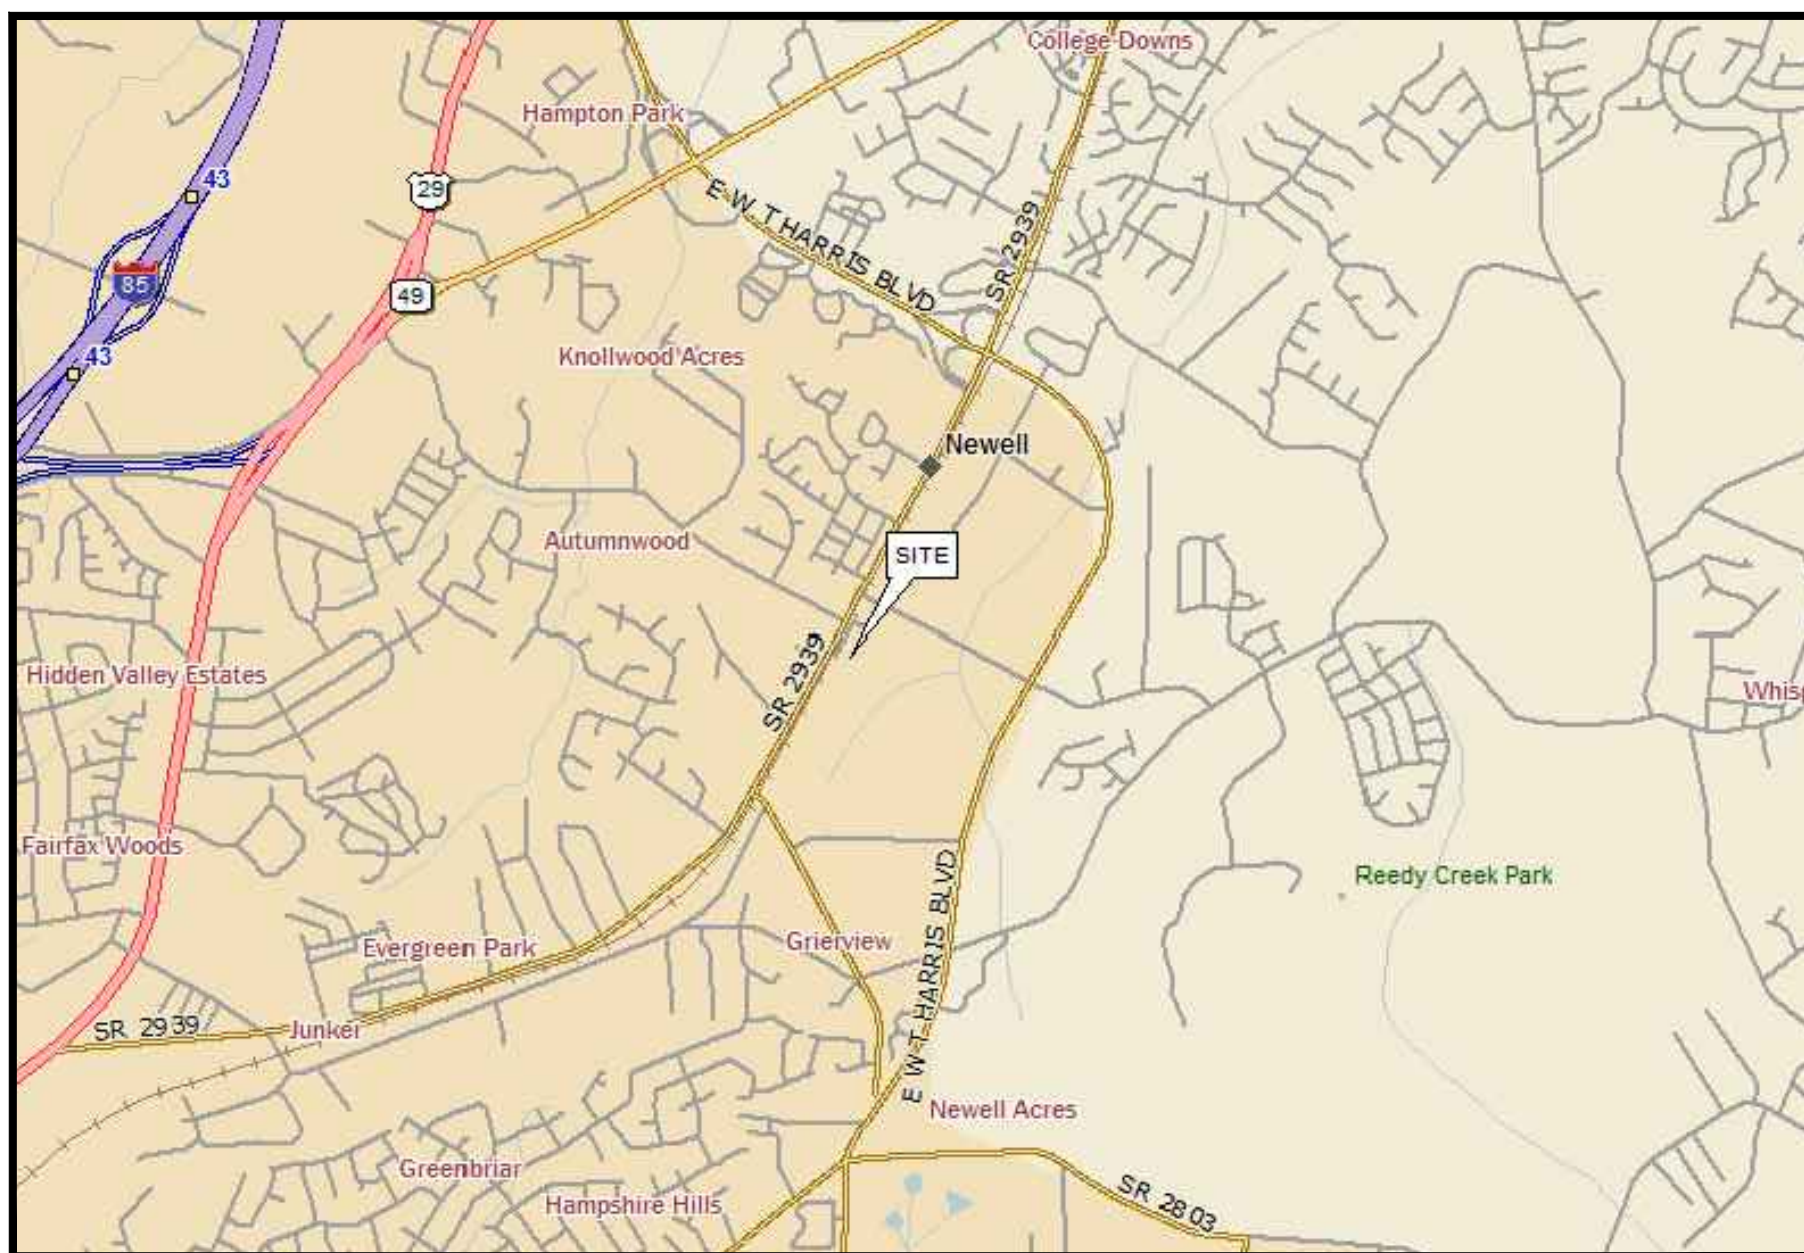 College Downs
Hampton Park
43
29
E W T HARRIS BLVD
SR 2939
85
49
43
Knollwood Acres
Newell
Autumnwood
SITE
Hidden Valley Estates
SR 2939
Whisp
Fairfax Woods
Reedy Creek Park
Evergreen Park
Grierview
E W T HARRIS BLVD
SR 2939
Junker
Newell Acres
Greenbriar
Hampshire Hills
SR 2803